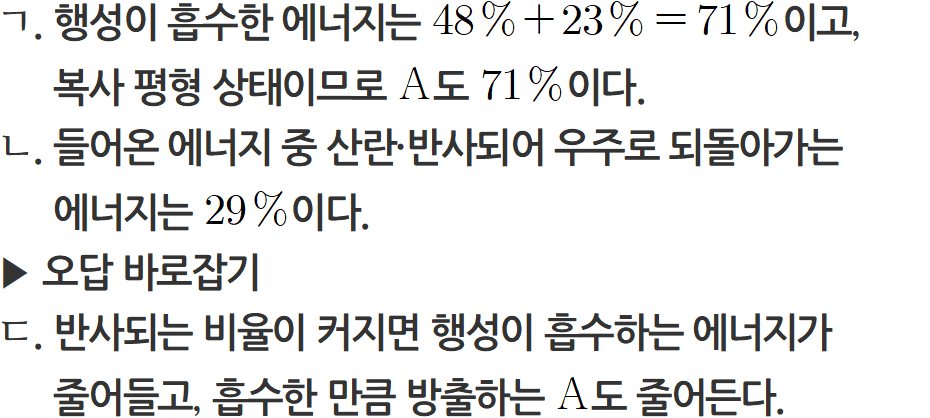 ㄱ. 행성이 흡수한 에너지는 48%+23%=71%이고,
복사 평형 상태이므로 A도 71%이다.
ㄴ. 들어온 에너지 중 산란·반사되어 우주로 되돌아가는
에너지는 29%이다.
▶ 오답 바로잡기
ㄷ. 반사되는 비율이 커지면 행성이 흡수하는 에너지가
줄어들고, 흡수한 만큼 방출하는 A도 줄어든다.